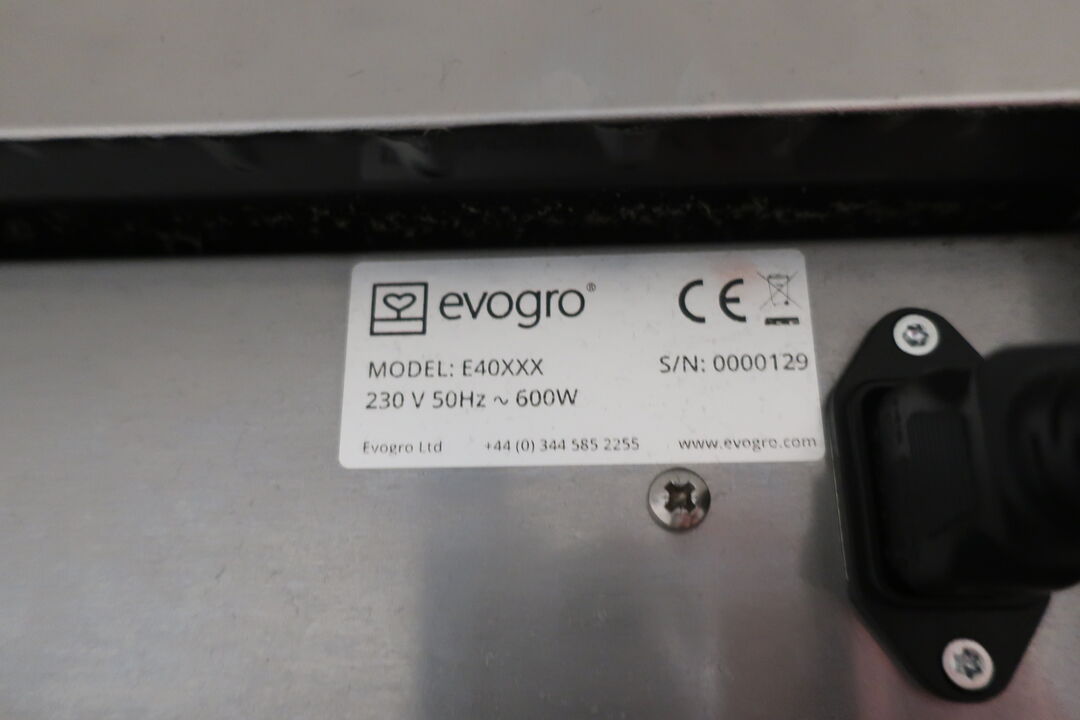 evogro®
CE
MODEL: E40XXX
S/N: 0000129
230 V 50Hz ~ 600W
Evogro Ltd
+44 (0) 344 585 2255
www.evogro.com